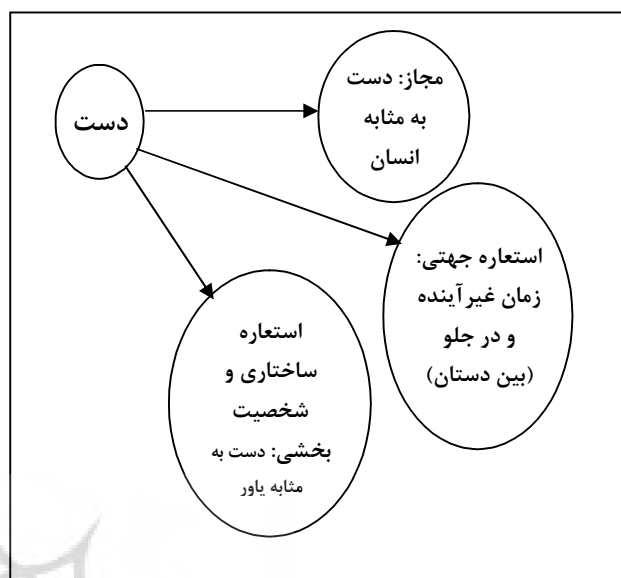 دست
مجاز: دست
به مثابه
انسان
استعاره جهتی:
زمان غیرآینده
و در جلو
(بین دستان)
استعاره
ساختاری و
شخصیت
بخشی: دست به
مثابه یاور